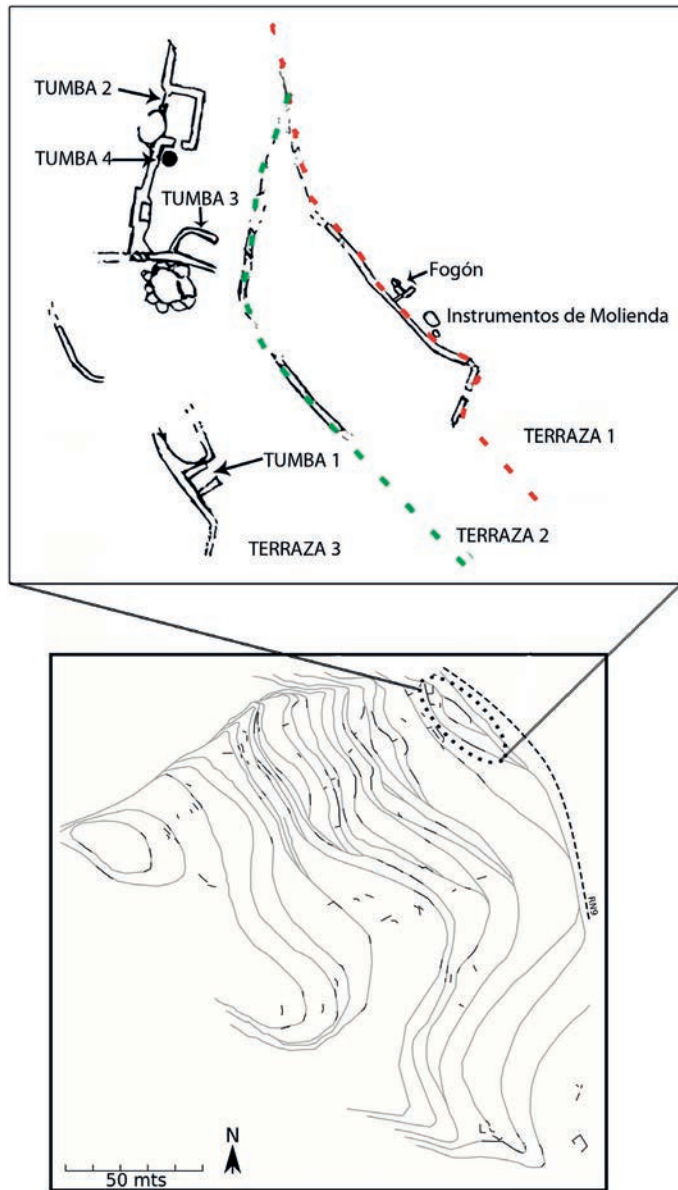 TUMBA 2
TUMBA 4
TUMBA 3
Fogón
Instrumentos de Molienda
TERRAZA 1
TUMBA 1
TERRAZA 2
TERRAZA 3
RN9
N
50 mts